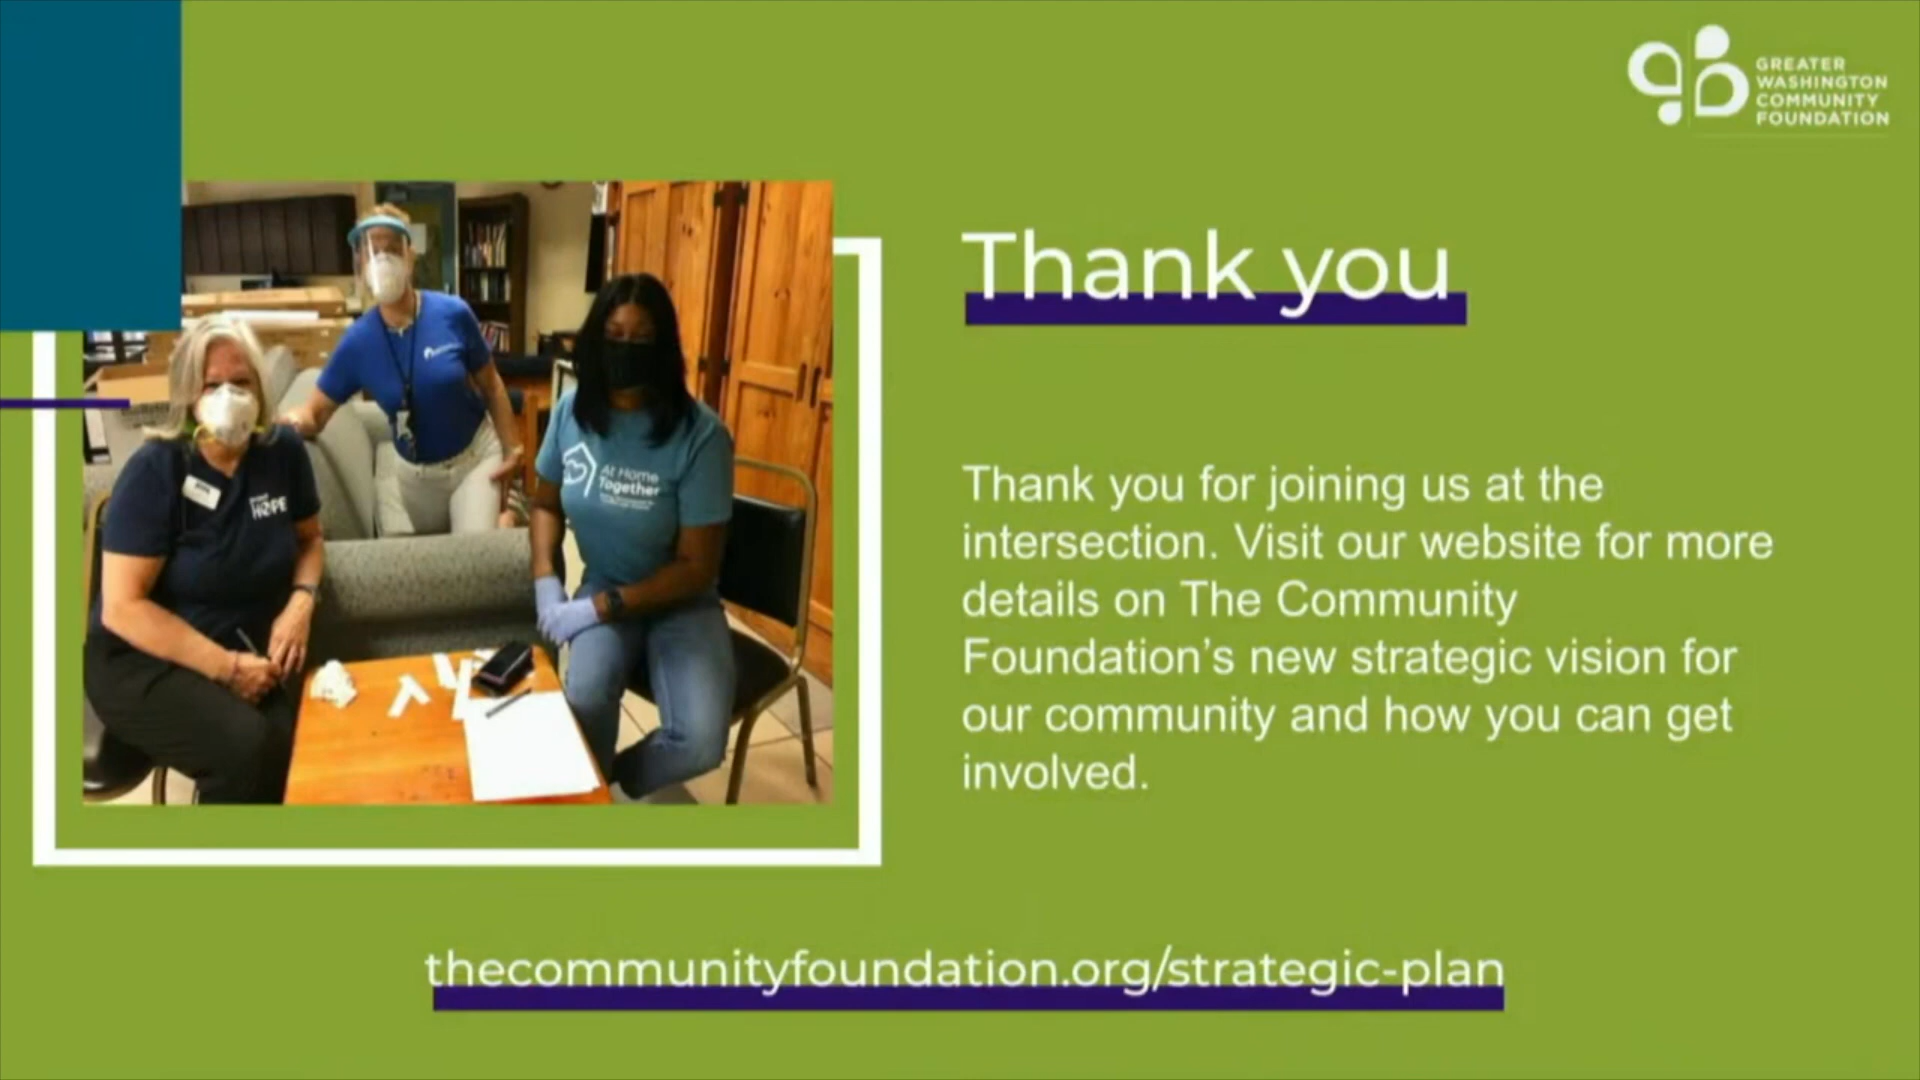 GREATER
WASHINGTON
COMMUNITY
FOUNDATION
Thank you
Thank you for joining us at the
intersection. Visit our website for more
details on The Community
Foundation’s new strategic vision for
our community and how you can get
involved.
HOPE
At Home
Together
thecommunityfoundation.org/strategic-plan